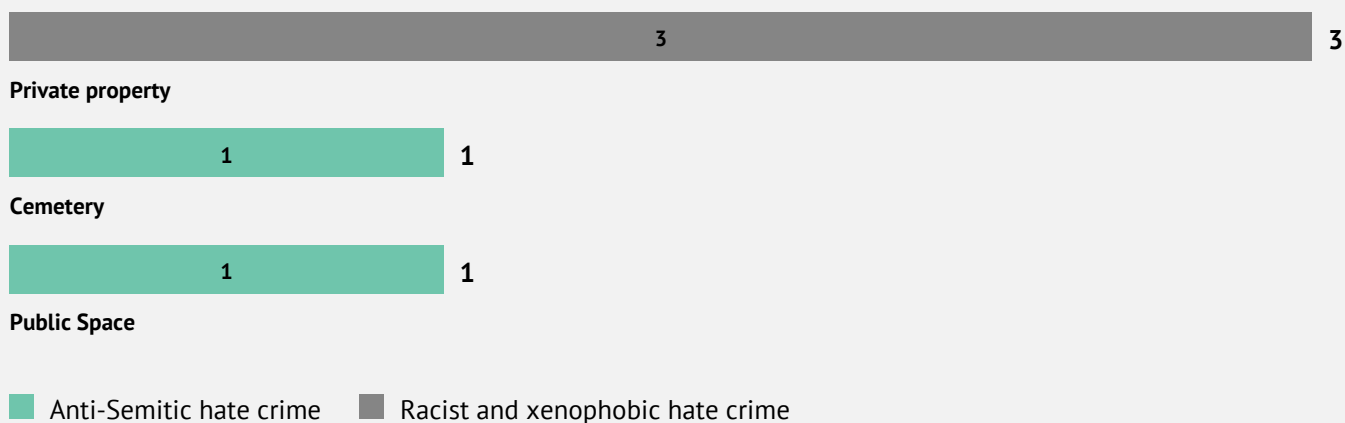 3 3
Private property
1 1
Cemetery
1 1
Public Space
Anti-Semitic hate crime Racist and xenophobic hate crime